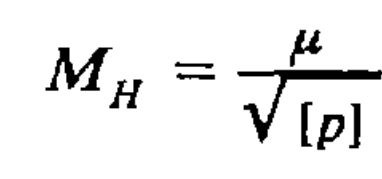 M_H = μ / √[p]